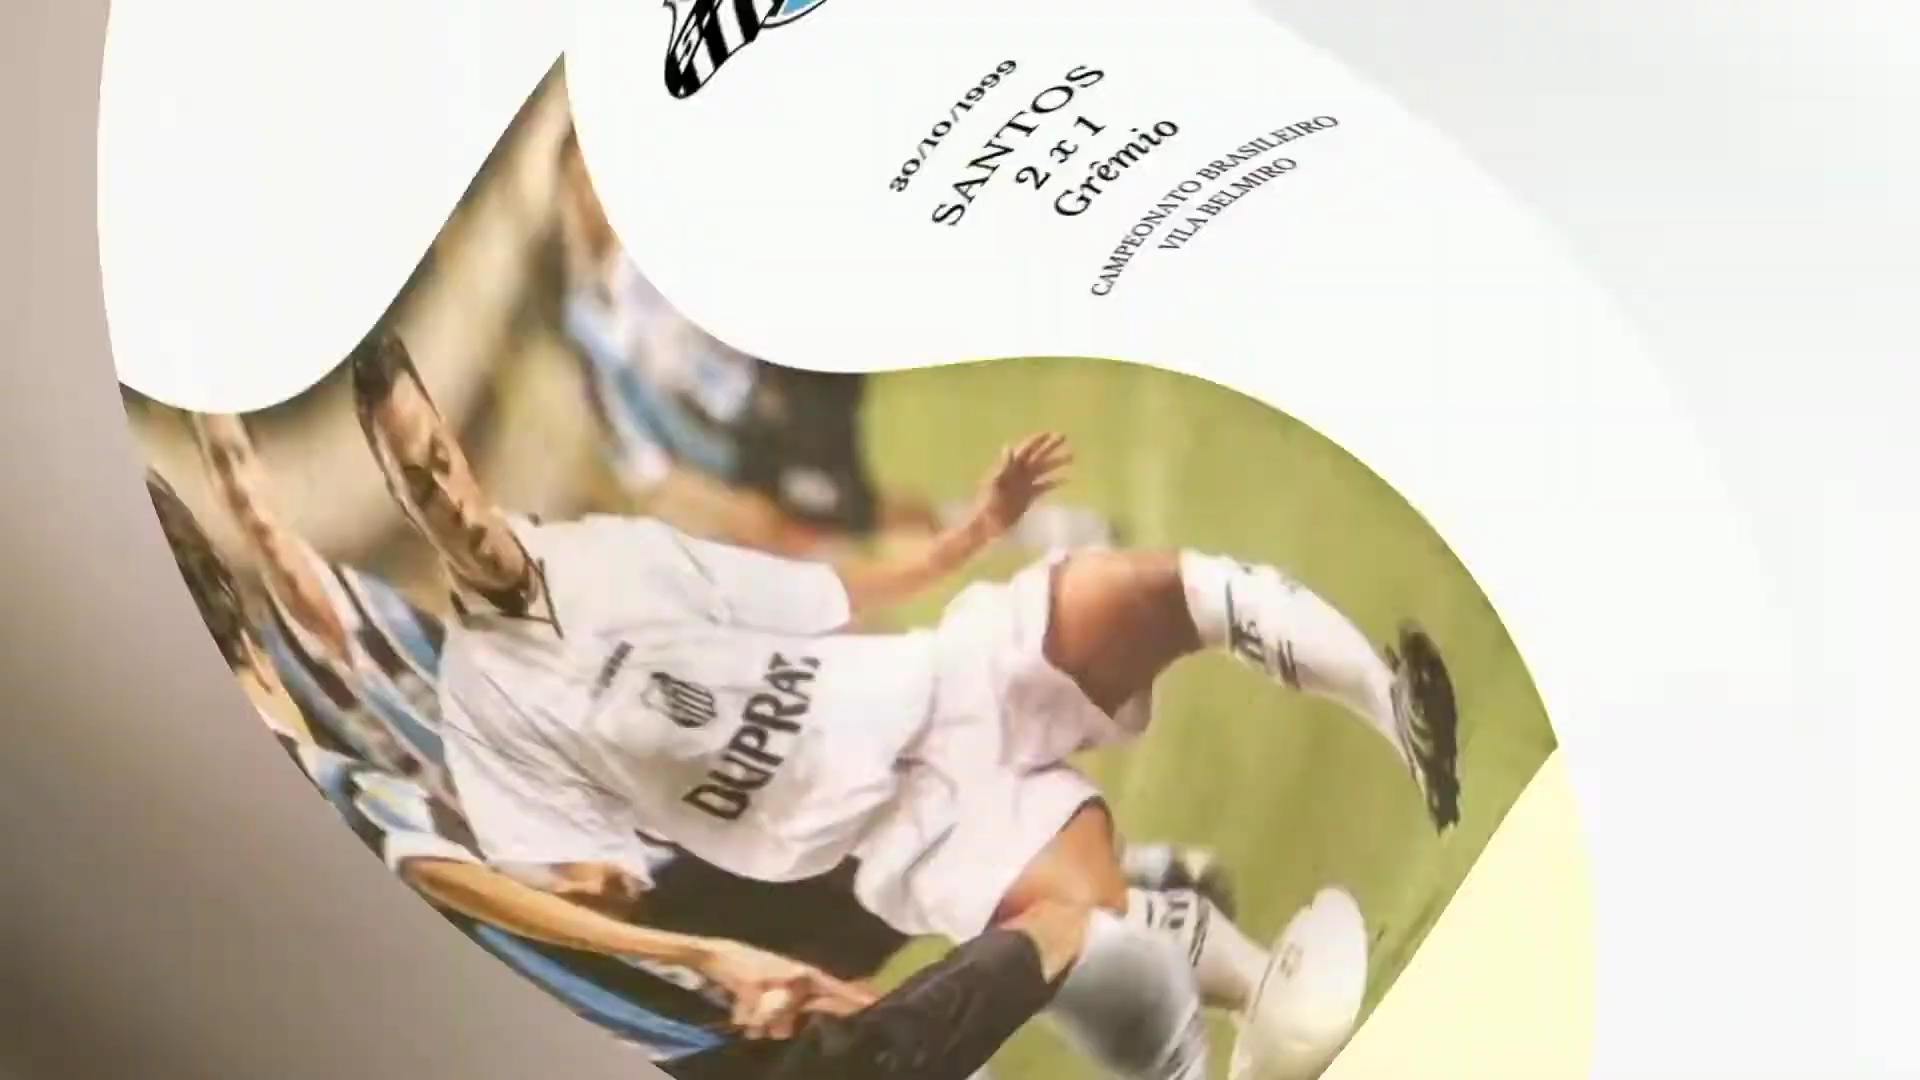 30/10/1999
SANTOS
2 x 1
Grêmio
CAMPEONATO BRASILEIRO
VILA BELMIRO
DUPRAT